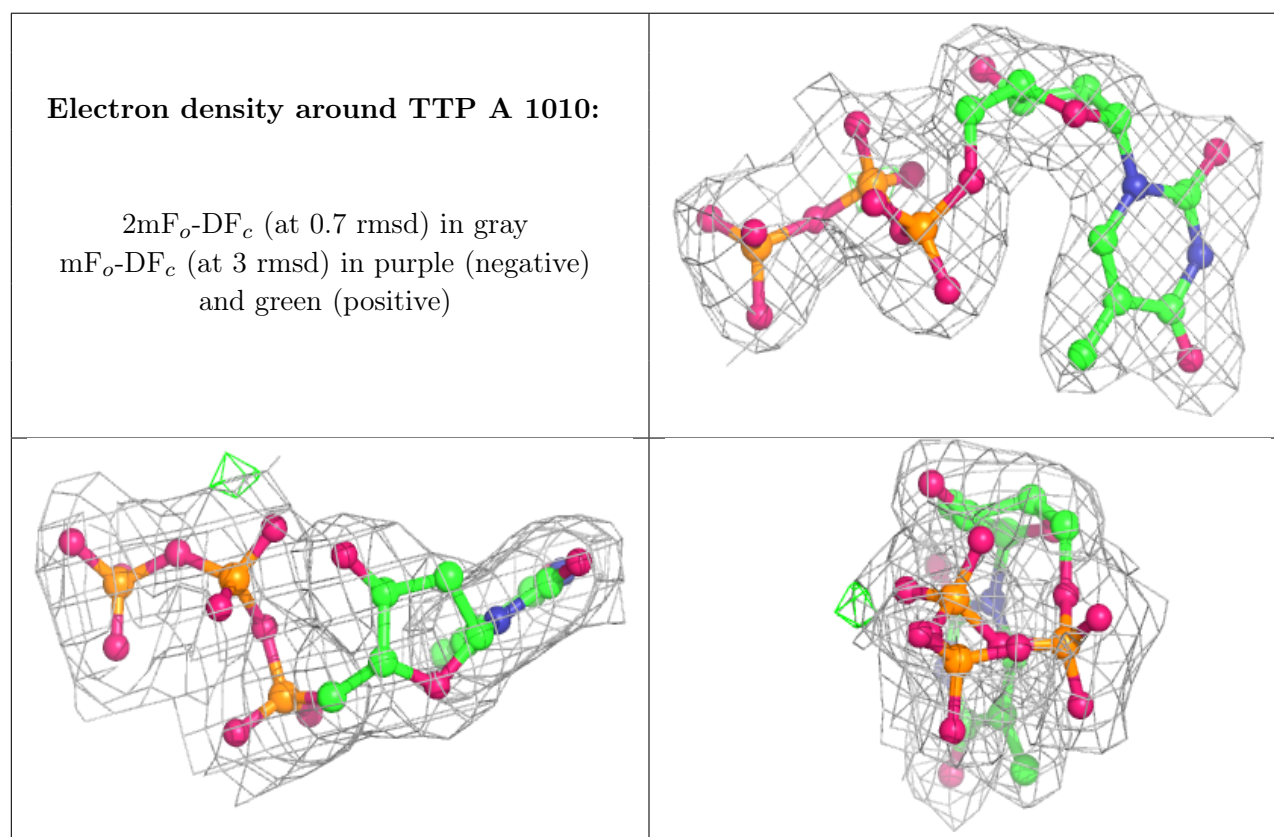 Electron density around TTP A 1010:
2mFo-DFc (at 0.7 rmsd) in gray
mFo-DFc (at 3 rmsd) in purple (negative)
and green (positive)